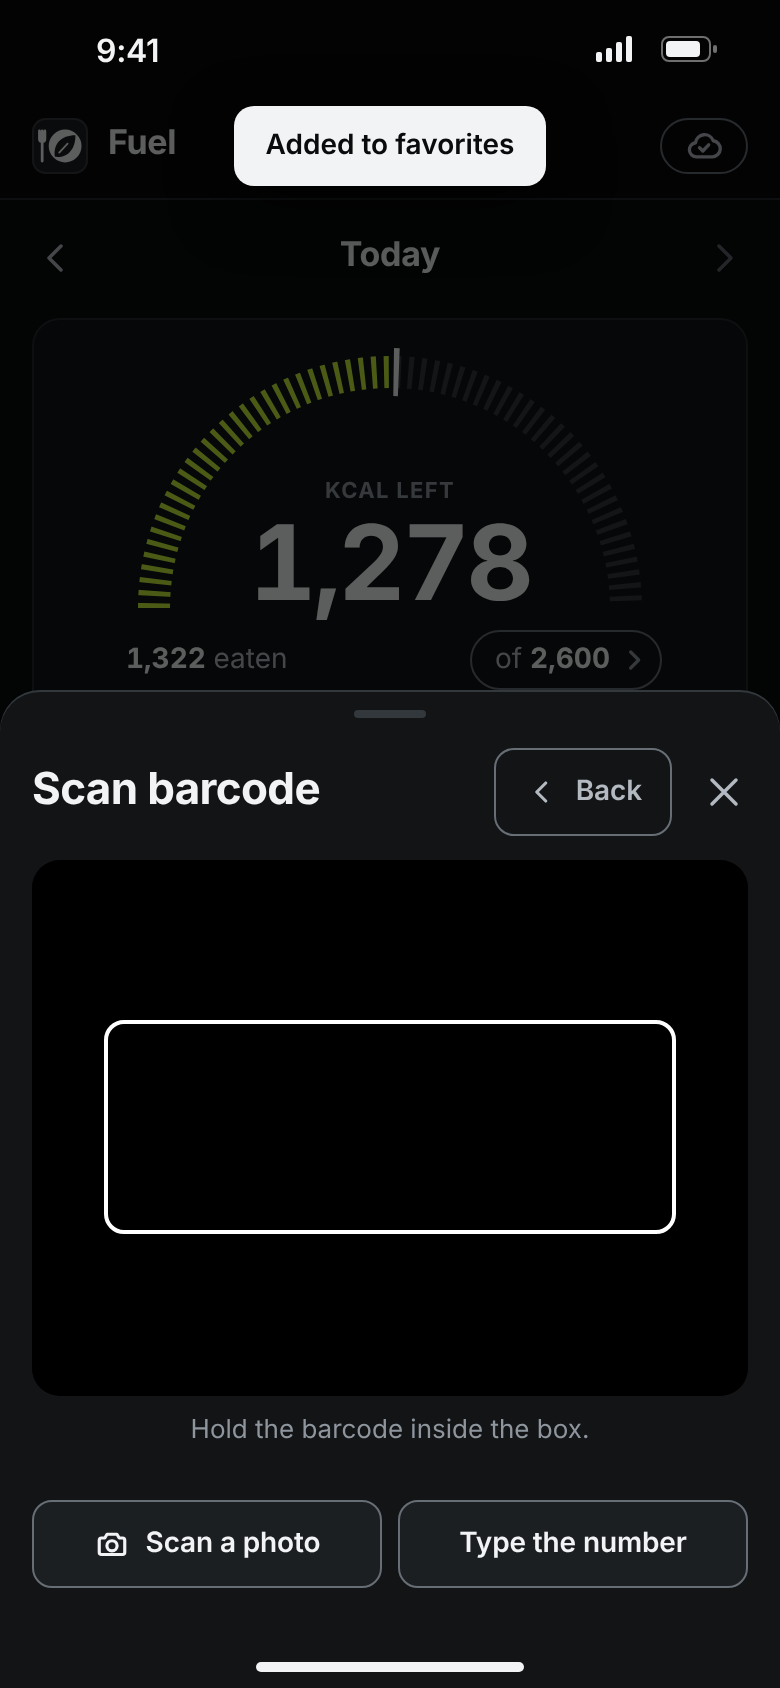 9:41
Fuel
Added to favorites
Today
KCAL LEFT
1,278
1,322 eaten
of 2,600
Scan barcode
Back
Hold the barcode inside the box.
Scan a photo
Type the number